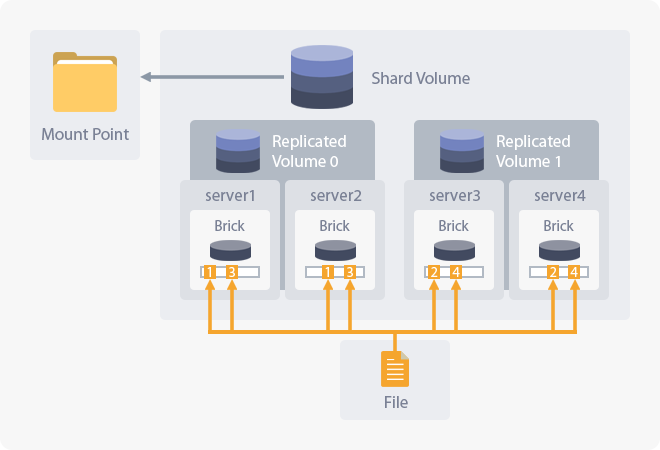 Shard Volume
Mount Point
Replicated
Volume 0
Replicated
Volume 1
server1
server2
server3
server4
Brick
Brick
Brick
Brick
1 3
1 3
2 4
2 4
File